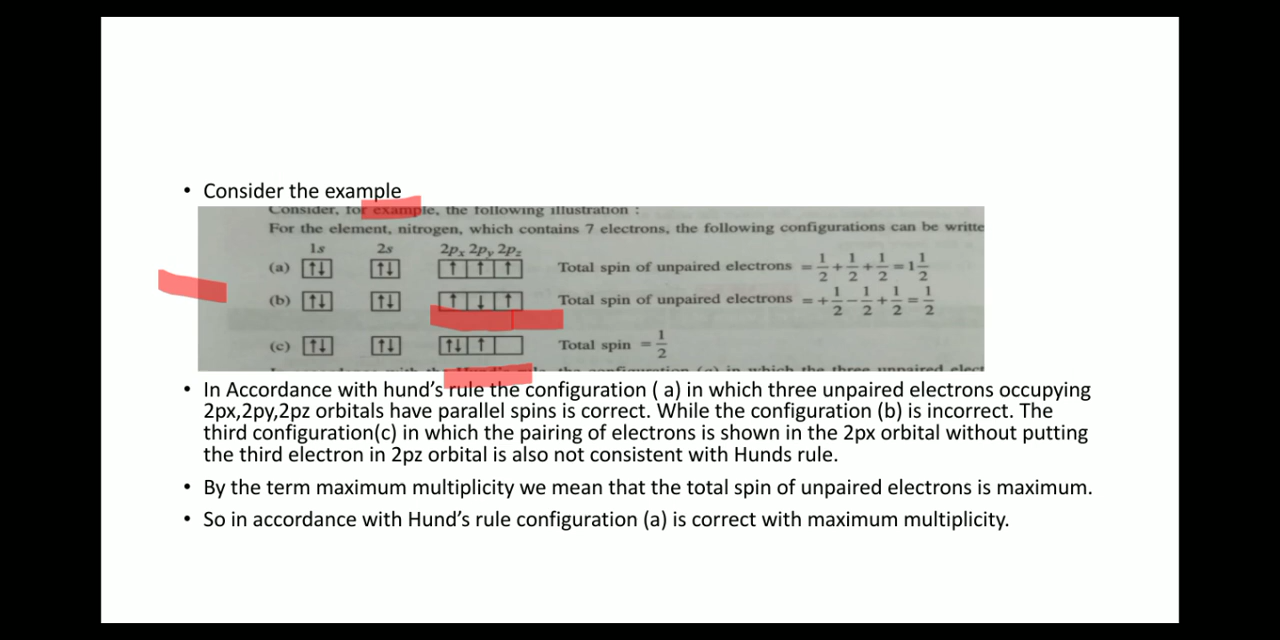 • Consider the example
Consider, for example, the following illustration :
For the element, nitrogen, which contains 7 electrons, the following configurations can be writte
1s 2s 2px 2py 2pz
(a) ↑↓ ↑↓ ↑ ↑ ↑ Total spin of unpaired electrons = 1/2 + 1/2 + 1/2 = 1 1/2
(b) ↑↓ ↑↓ ↑ ↓ ↑ Total spin of unpaired electrons = + 1/2 − 1/2 + 1/2 = 1/2
(c) ↑↓ ↑↓ ↑↓ ↑ Total spin = 1/2
• In Accordance with hund's rule the configuration ( a) in which three unpaired electrons occupying
2px,2py,2pz orbitals have parallel spins is correct. While the configuration (b) is incorrect. The
third configuration(c) in which the pairing of electrons is shown in the 2px orbital without putting
the third electron in 2pz orbital is also not consistent with Hunds rule.
• By the term maximum multiplicity we mean that the total spin of unpaired electrons is maximum.
• So in accordance with Hund's rule configuration (a) is correct with maximum multiplicity.